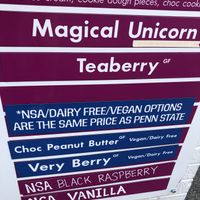 cream, cookie dough pieces, choc cook
Magical Unicorn
Teaberry GF
*NSA/DAIRY FREE/VEGAN OPTIONS
ARE THE SAME PRICE AS PENN STATE
Choc Peanut Butter GF Vegan/Dairy Free
Very Berry GF Vegan/Dairy Free
NSA BLACK RASPBERRY
NSA VANILLA